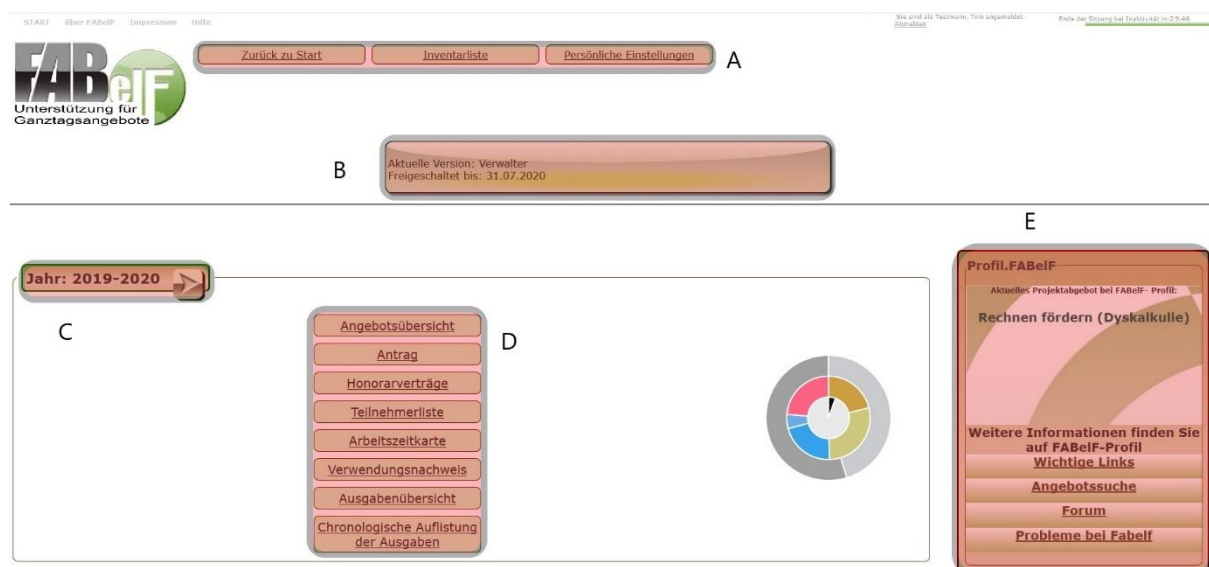 START über FABelF Impressum Hilfe
Sie sind als Testmann, Tom angemeldet.
Abmelden
Ende der Sitzung bei Inaktivität in:29:46
FABelF
Unterstützung für
Ganztagsangebote
Zurück zu Start Inventarliste Persönliche Einstellungen A
B
Aktuelle Version: Verwalter
Freigeschaltet bis: 31.07.2020
Jahr: 2019-2020
C
Angebotsübersicht
Antrag
Honorarverträge
Teilnehmerliste
Arbeitszeitkarte
Verwendungsnachweis
Ausgabenübersicht
Chronologische Auflistung
der Ausgaben
D
E
Profil.FABelF
Aktuelles Projektabgebot bei FABelF- Profil:
Rechnen fördern (Dyskalkulie)
Weitere Informationen finden Sie
auf FABelF-Profil
Wichtige Links
Angebotssuche
Forum
Probleme bei Fabelf